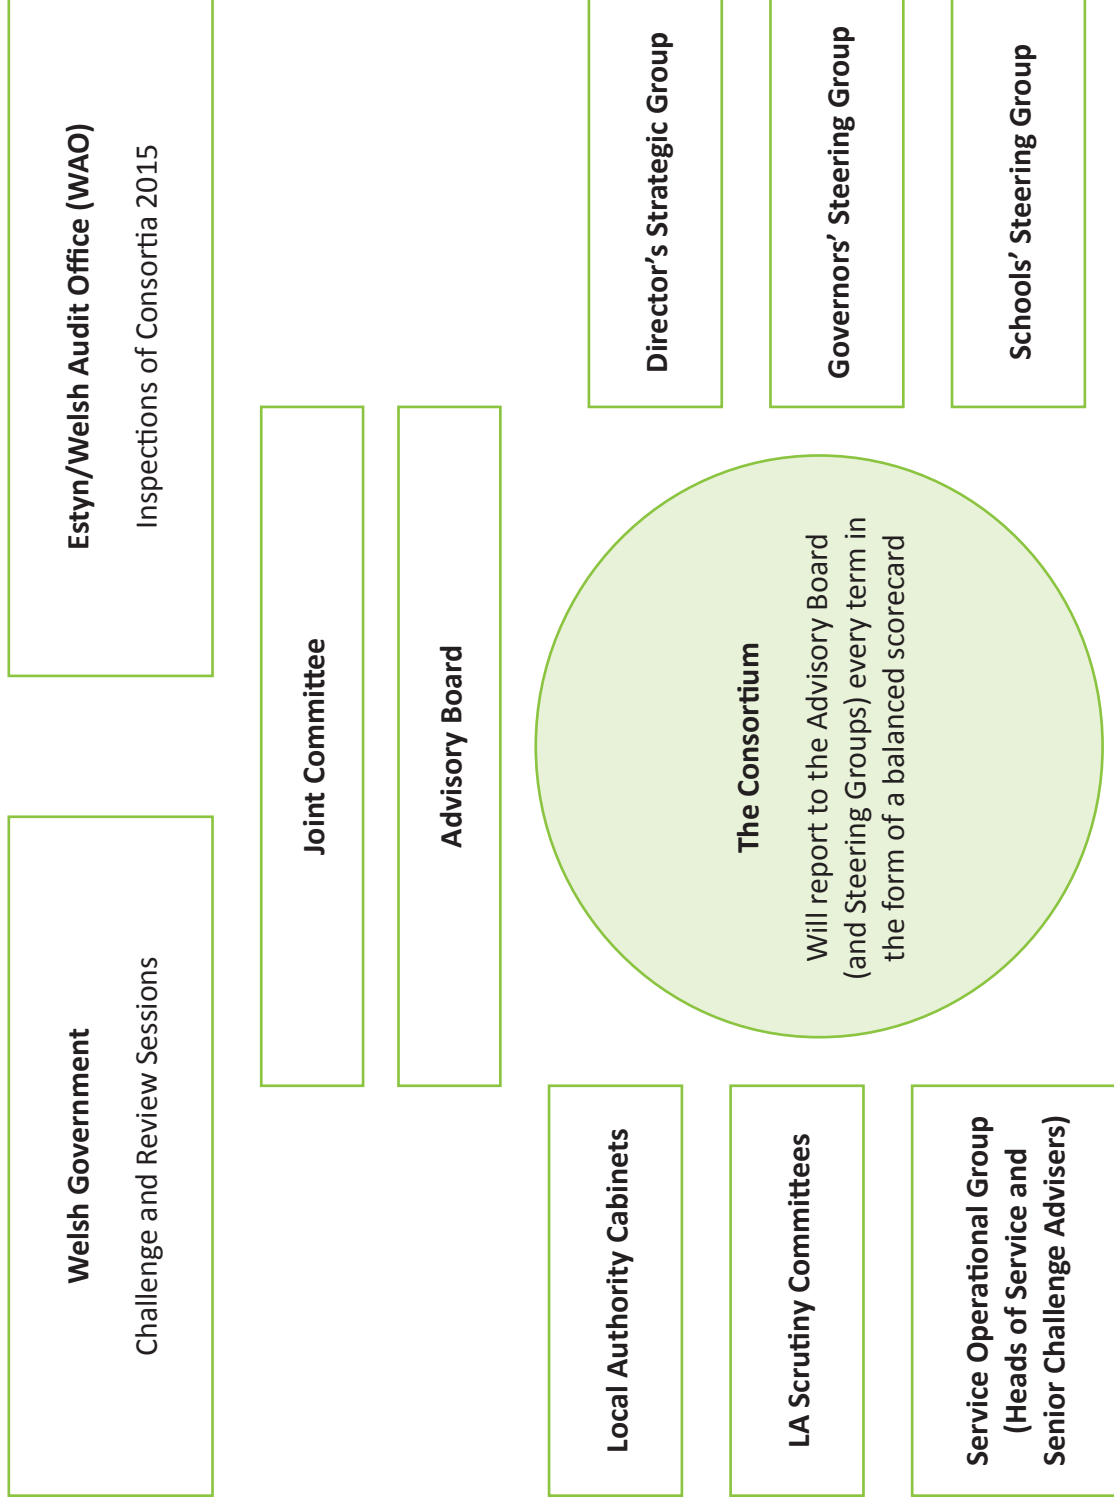 Welsh Government
Challenge and Review Sessions
Estyn/Welsh Audit Office (WAO)
Inspections of Consortia 2015
Joint Committee
Advisory Board
Local Authority Cabinets
LA Scrutiny Committees
Service Operational Group
(Heads of Service and
Senior Challenge Advisers)
The Consortium
Will report to the Advisory Board
(and Steering Groups) every term in
the form of a balanced scorecard
Director’s Strategic Group
Governors’ Steering Group
Schools’ Steering Group